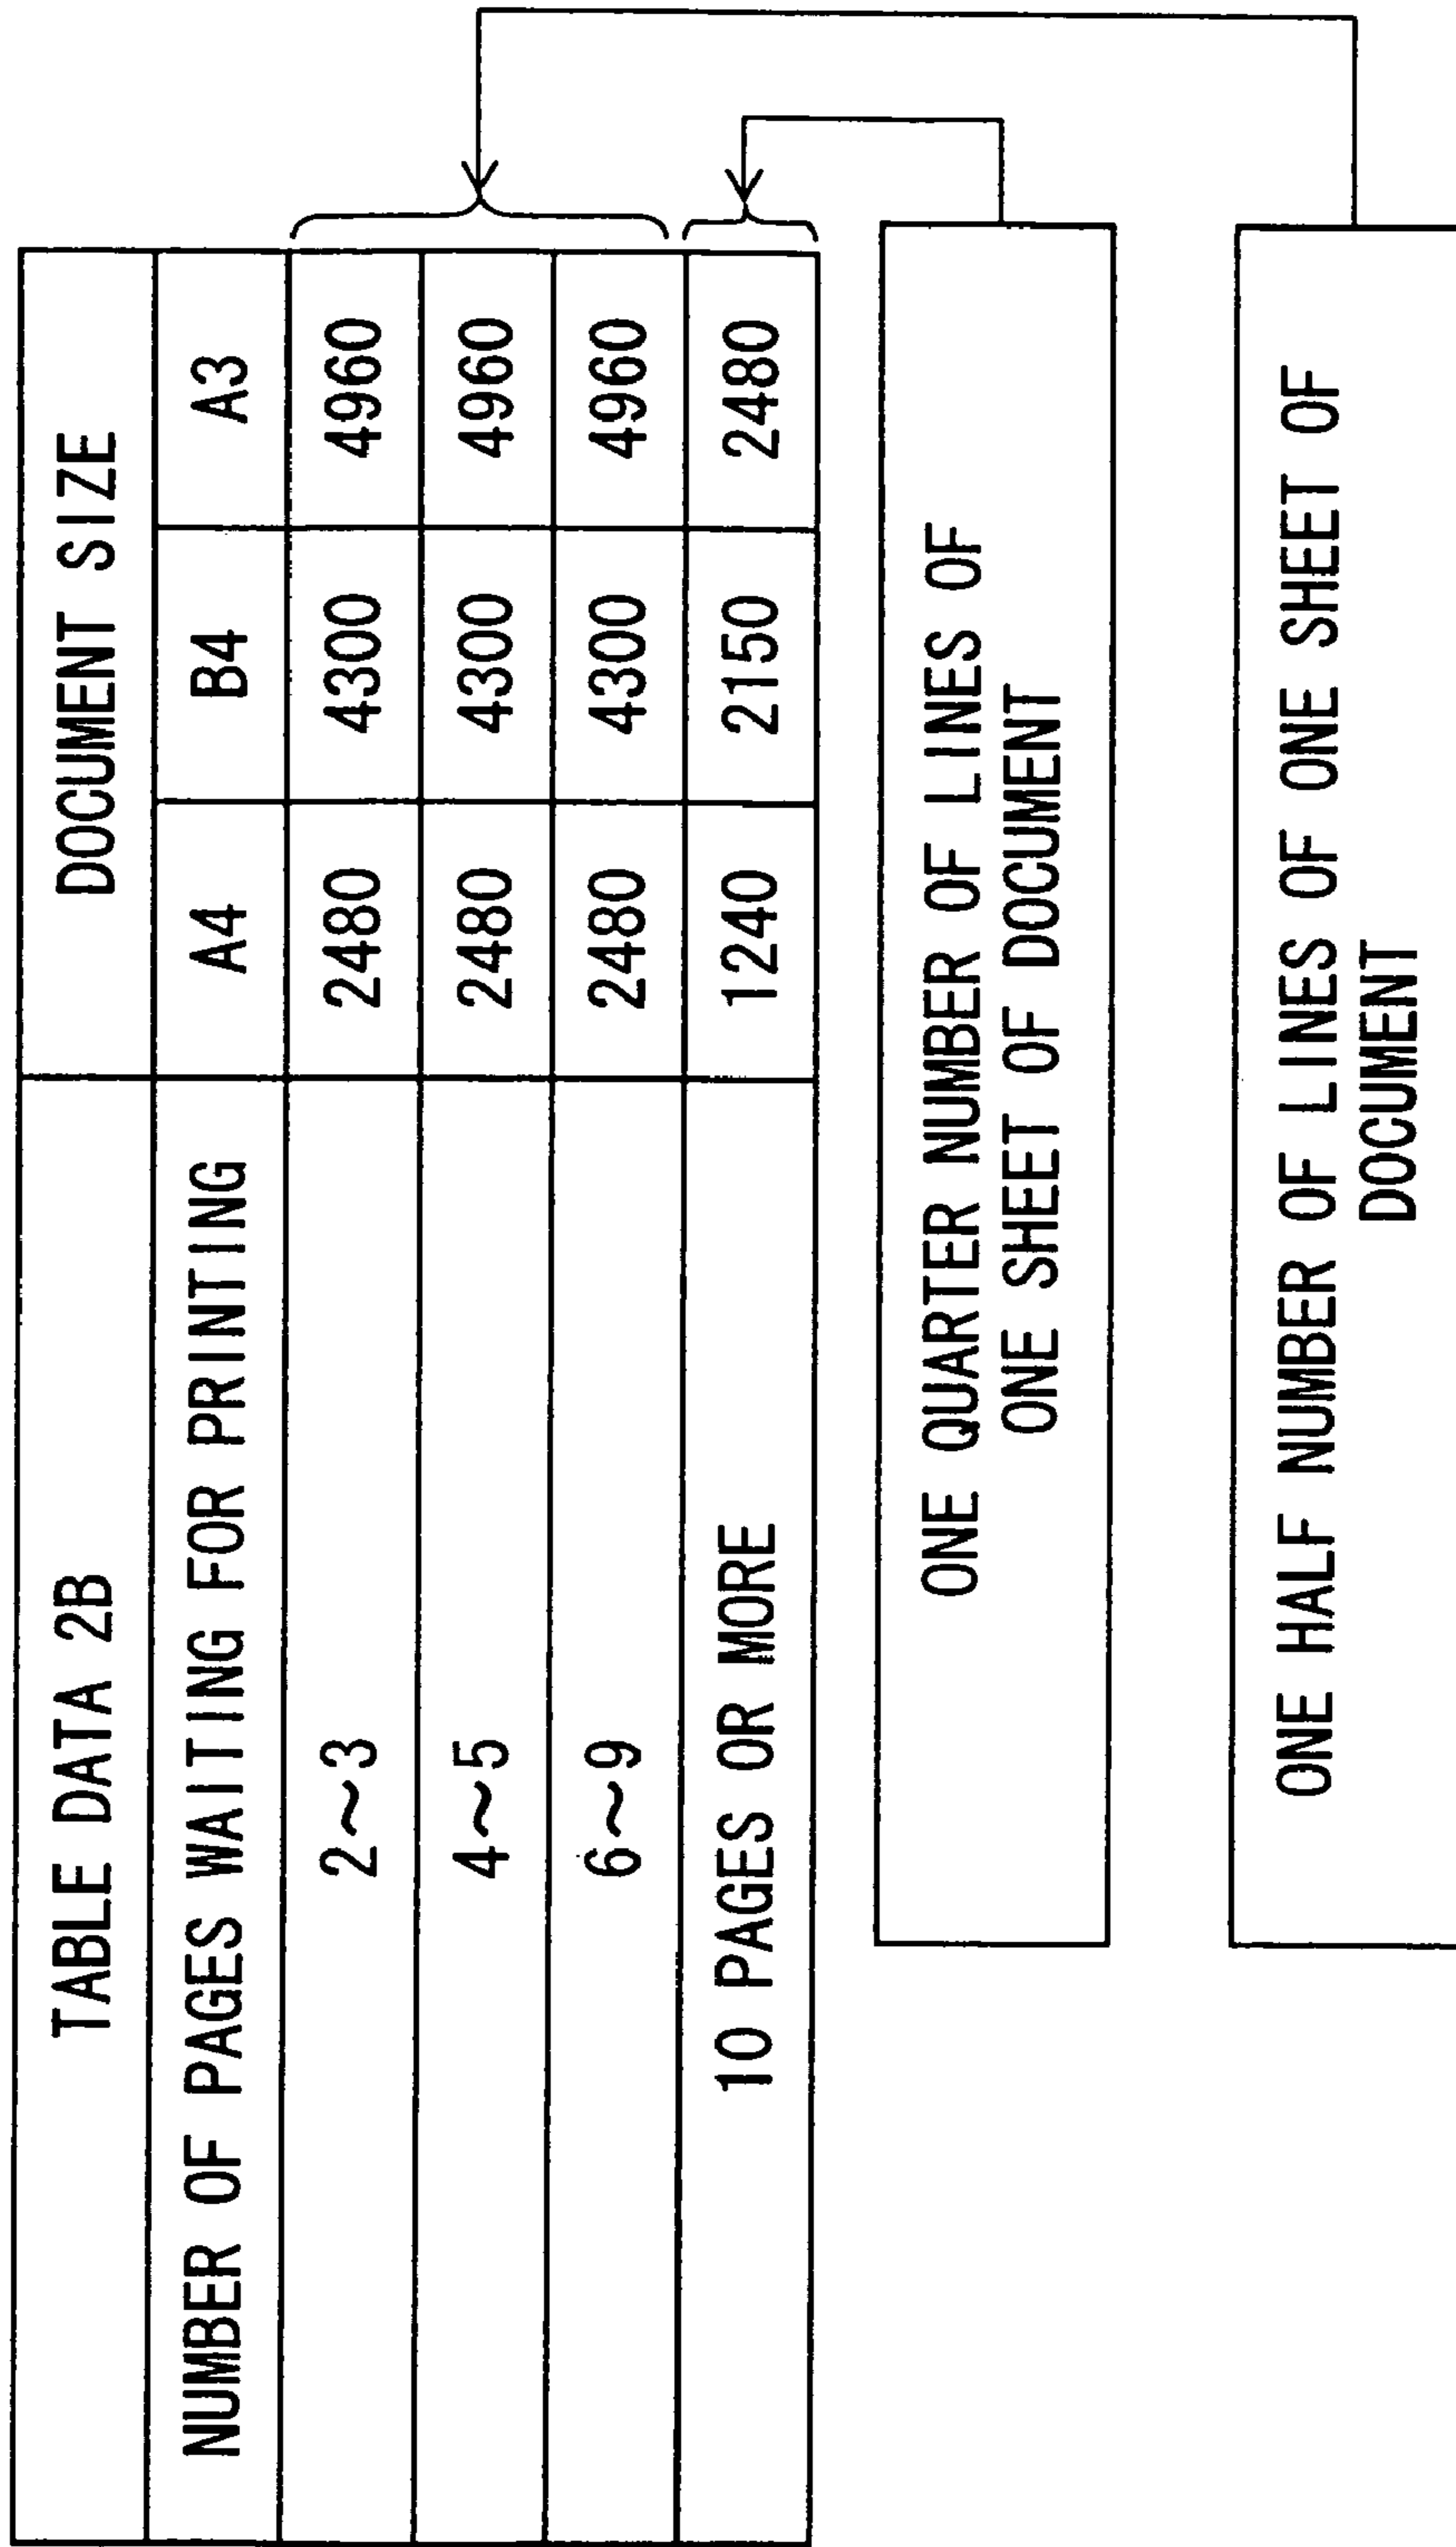 TABLE DATA 2B DOCUMENT SIZE
NUMBER OF PAGES WAITING FOR PRINTING A4 B4 A3
2~3 2480 4300 4960
4~5 2480 4300 4960
6~9 2480 4300 4960
10 PAGES OR MORE 1240 2150 2480
ONE QUARTER NUMBER OF LINES OF
ONE SHEET OF DOCUMENT
ONE HALF NUMBER OF LINES OF ONE SHEET OF
DOCUMENT